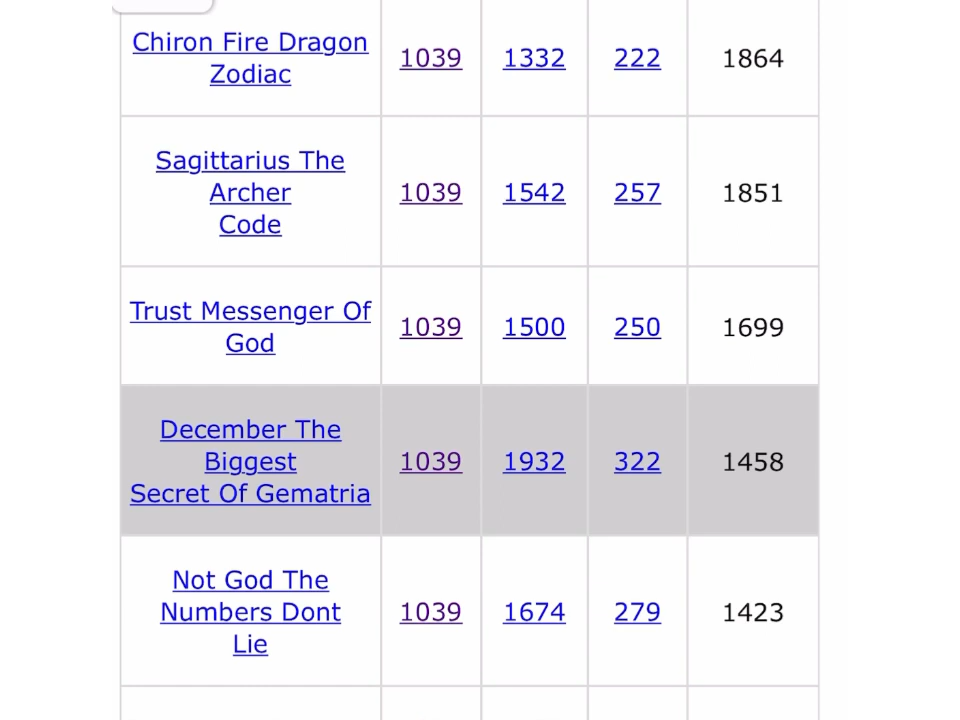 Chiron Fire Dragon
Zodiac
1039 1332 222 1864
Sagittarius The
Archer
Code
1039 1542 257 1851
Trust Messenger Of
God
1039 1500 250 1699
December The
Biggest
Secret Of Gematria
1039 1932 322 1458
Not God The
Numbers Dont
Lie
1039 1674 279 1423